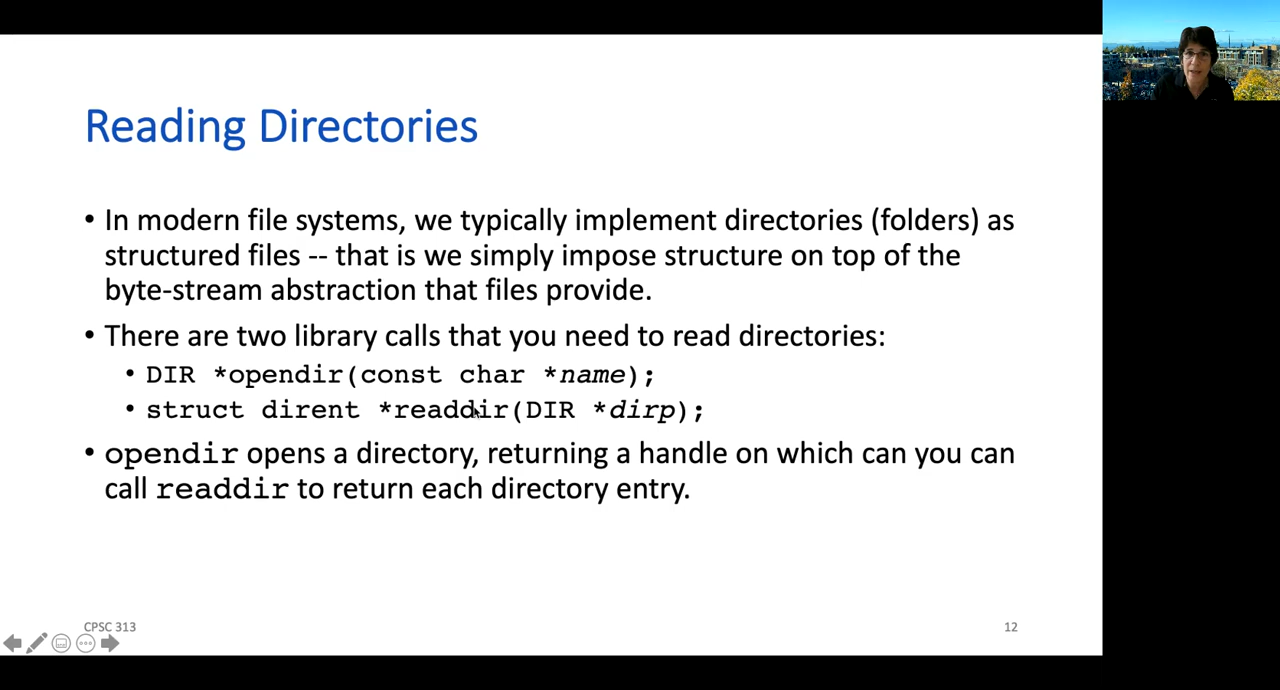 Reading Directories
• In modern file systems, we typically implement directories (folders) as
structured files -- that is we simply impose structure on top of the
byte-stream abstraction that files provide.
• There are two library calls that you need to read directories:
• DIR *opendir(const char *name);
• struct dirent *readdir(DIR *dirp);
• opendir opens a directory, returning a handle on which can you can
call readdir to return each directory entry.
CPSC 313
12